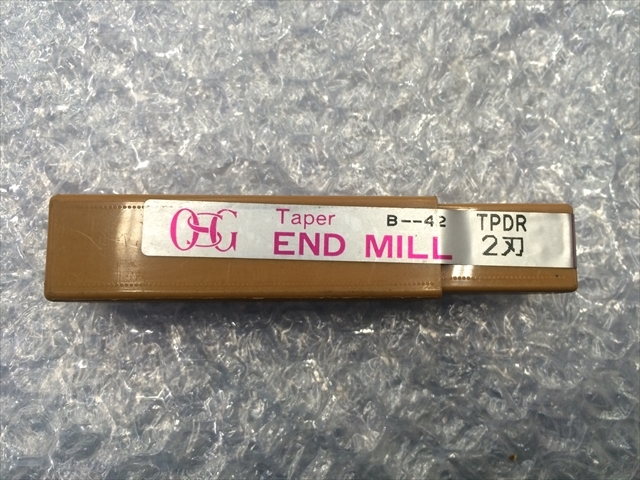 OSG Taper B--42 TPDR
END MILL 2刃